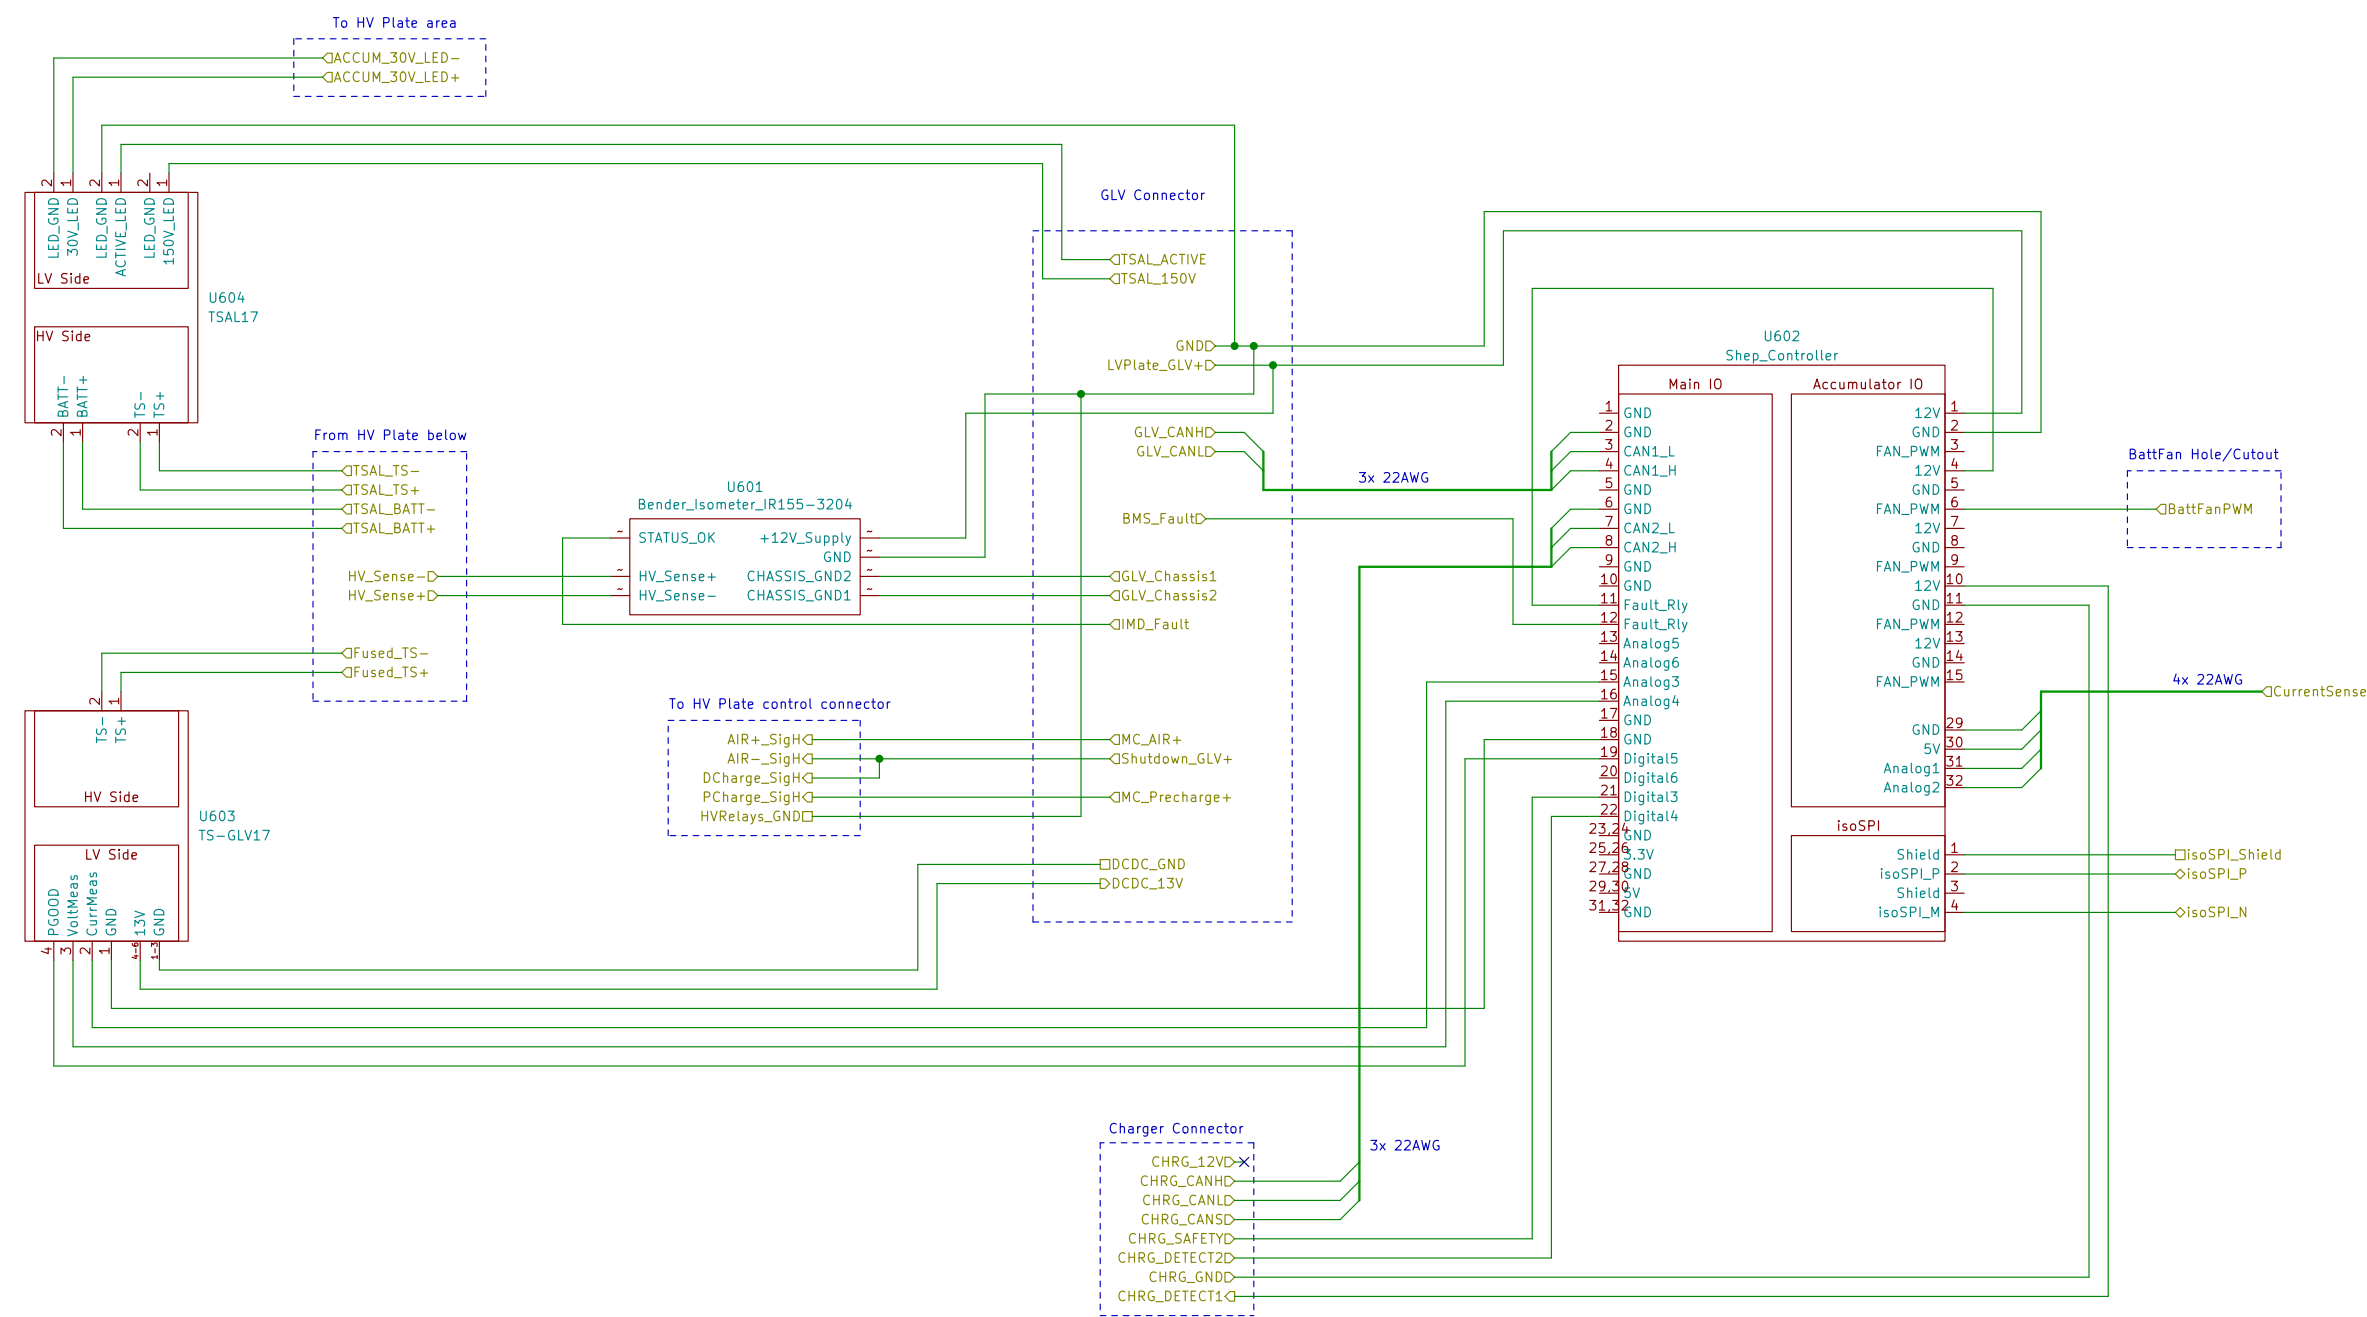 To HV Plate area
ACCUM_30V_LED-
ACCUM_30V_LED+
2
1
2
1
2
1
LED_GND
30V_LED
LED_GND
ACTIVE_LED
LED_GND
150V_LED
LV Side
U604
TSAL17
HV Side
BATT-
BATT+
TS-
TS+
2
1
2
1
From HV Plate below
TSAL_TS-
TSAL_TS+
TSAL_BATT-
TSAL_BATT+
HV_Sense-
HV_Sense+
Fused_TS-
Fused_TS+
2
1
TS-
TS+
HV Side
U603
TS-GLV17
LV Side
PGOOD
VoltMeas
CurrMeas
GND
13V
GND
4
3
2
1
4-6
1-3
U601
Bender_Isometer_IR155-3204
~ STATUS_OK
+12V_Supply ~
GND ~
~ HV_Sense+
CHASSIS_GND2 ~
~ HV_Sense-
CHASSIS_GND1 ~
To HV Plate control connector
AIR+_SigH
AIR-_SigH
DCharge_SigH
PCharge_SigH
HVRelays_GND
GLV Connector
TSAL_ACTIVE
TSAL_150V
GND
LVPlate_GLV+
GLV_CANH
GLV_CANL
BMS_Fault
GLV_Chassis1
GLV_Chassis2
IMD_Fault
MC_AIR+
Shutdown_GLV+
MC_Precharge+
DCDC_GND
DCDC_13V
3x 22AWG
Charger Connector
3x 22AWG
CHRG_12V
CHRG_CANH
CHRG_CANL
CHRG_CANS
CHRG_SAFETY
CHRG_DETECT2
CHRG_GND
CHRG_DETECT1
U602
Shep_Controller
Main IO
1 GND
2 GND
3 CAN1_L
4 CAN1_H
5 GND
6 GND
7 CAN2_L
8 CAN2_H
9 GND
10 GND
11 Fault_Rly
12 Fault_Rly
13 Analog5
14 Analog6
15 Analog3
16 Analog4
17 GND
18 GND
19 Digital5
20 Digital6
21 Digital3
22 Digital4
23,24 GND
25,26 3.3V
27,28 GND
29,30 5V
31,32 GND
Accumulator IO
12V 1
GND 2
FAN_PWM 3
12V 4
GND 5
FAN_PWM 6
12V 7
GND 8
FAN_PWM 9
12V 10
GND 11
FAN_PWM 12
12V 13
GND 14
FAN_PWM 15
GND 29
5V 30
Analog1 31
Analog2 32
isoSPI
Shield 1
isoSPI_P 2
Shield 3
isoSPI_M 4
BattFan Hole/Cutout
BattFanPWM
4x 22AWG
CurrentSense
isoSPI_Shield
isoSPI_P
isoSPI_N